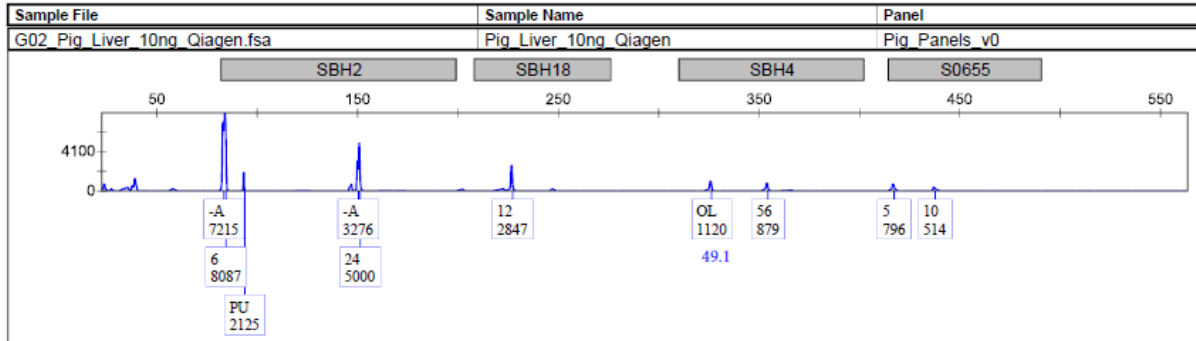 Sample File Sample Name Panel
G02_Pig_Liver_10ng_Qiagen.fsa Pig_Liver_10ng_Qiagen Pig_Panels_v0
SBH2 SBH18 SBH4 S0655
50 150 250 350 450 550
4100
0
-A -A 12 OL 56 5 10
7215 3276 2847 1120 879 796 514
6 24 49.1
8087 5000
PU
2125